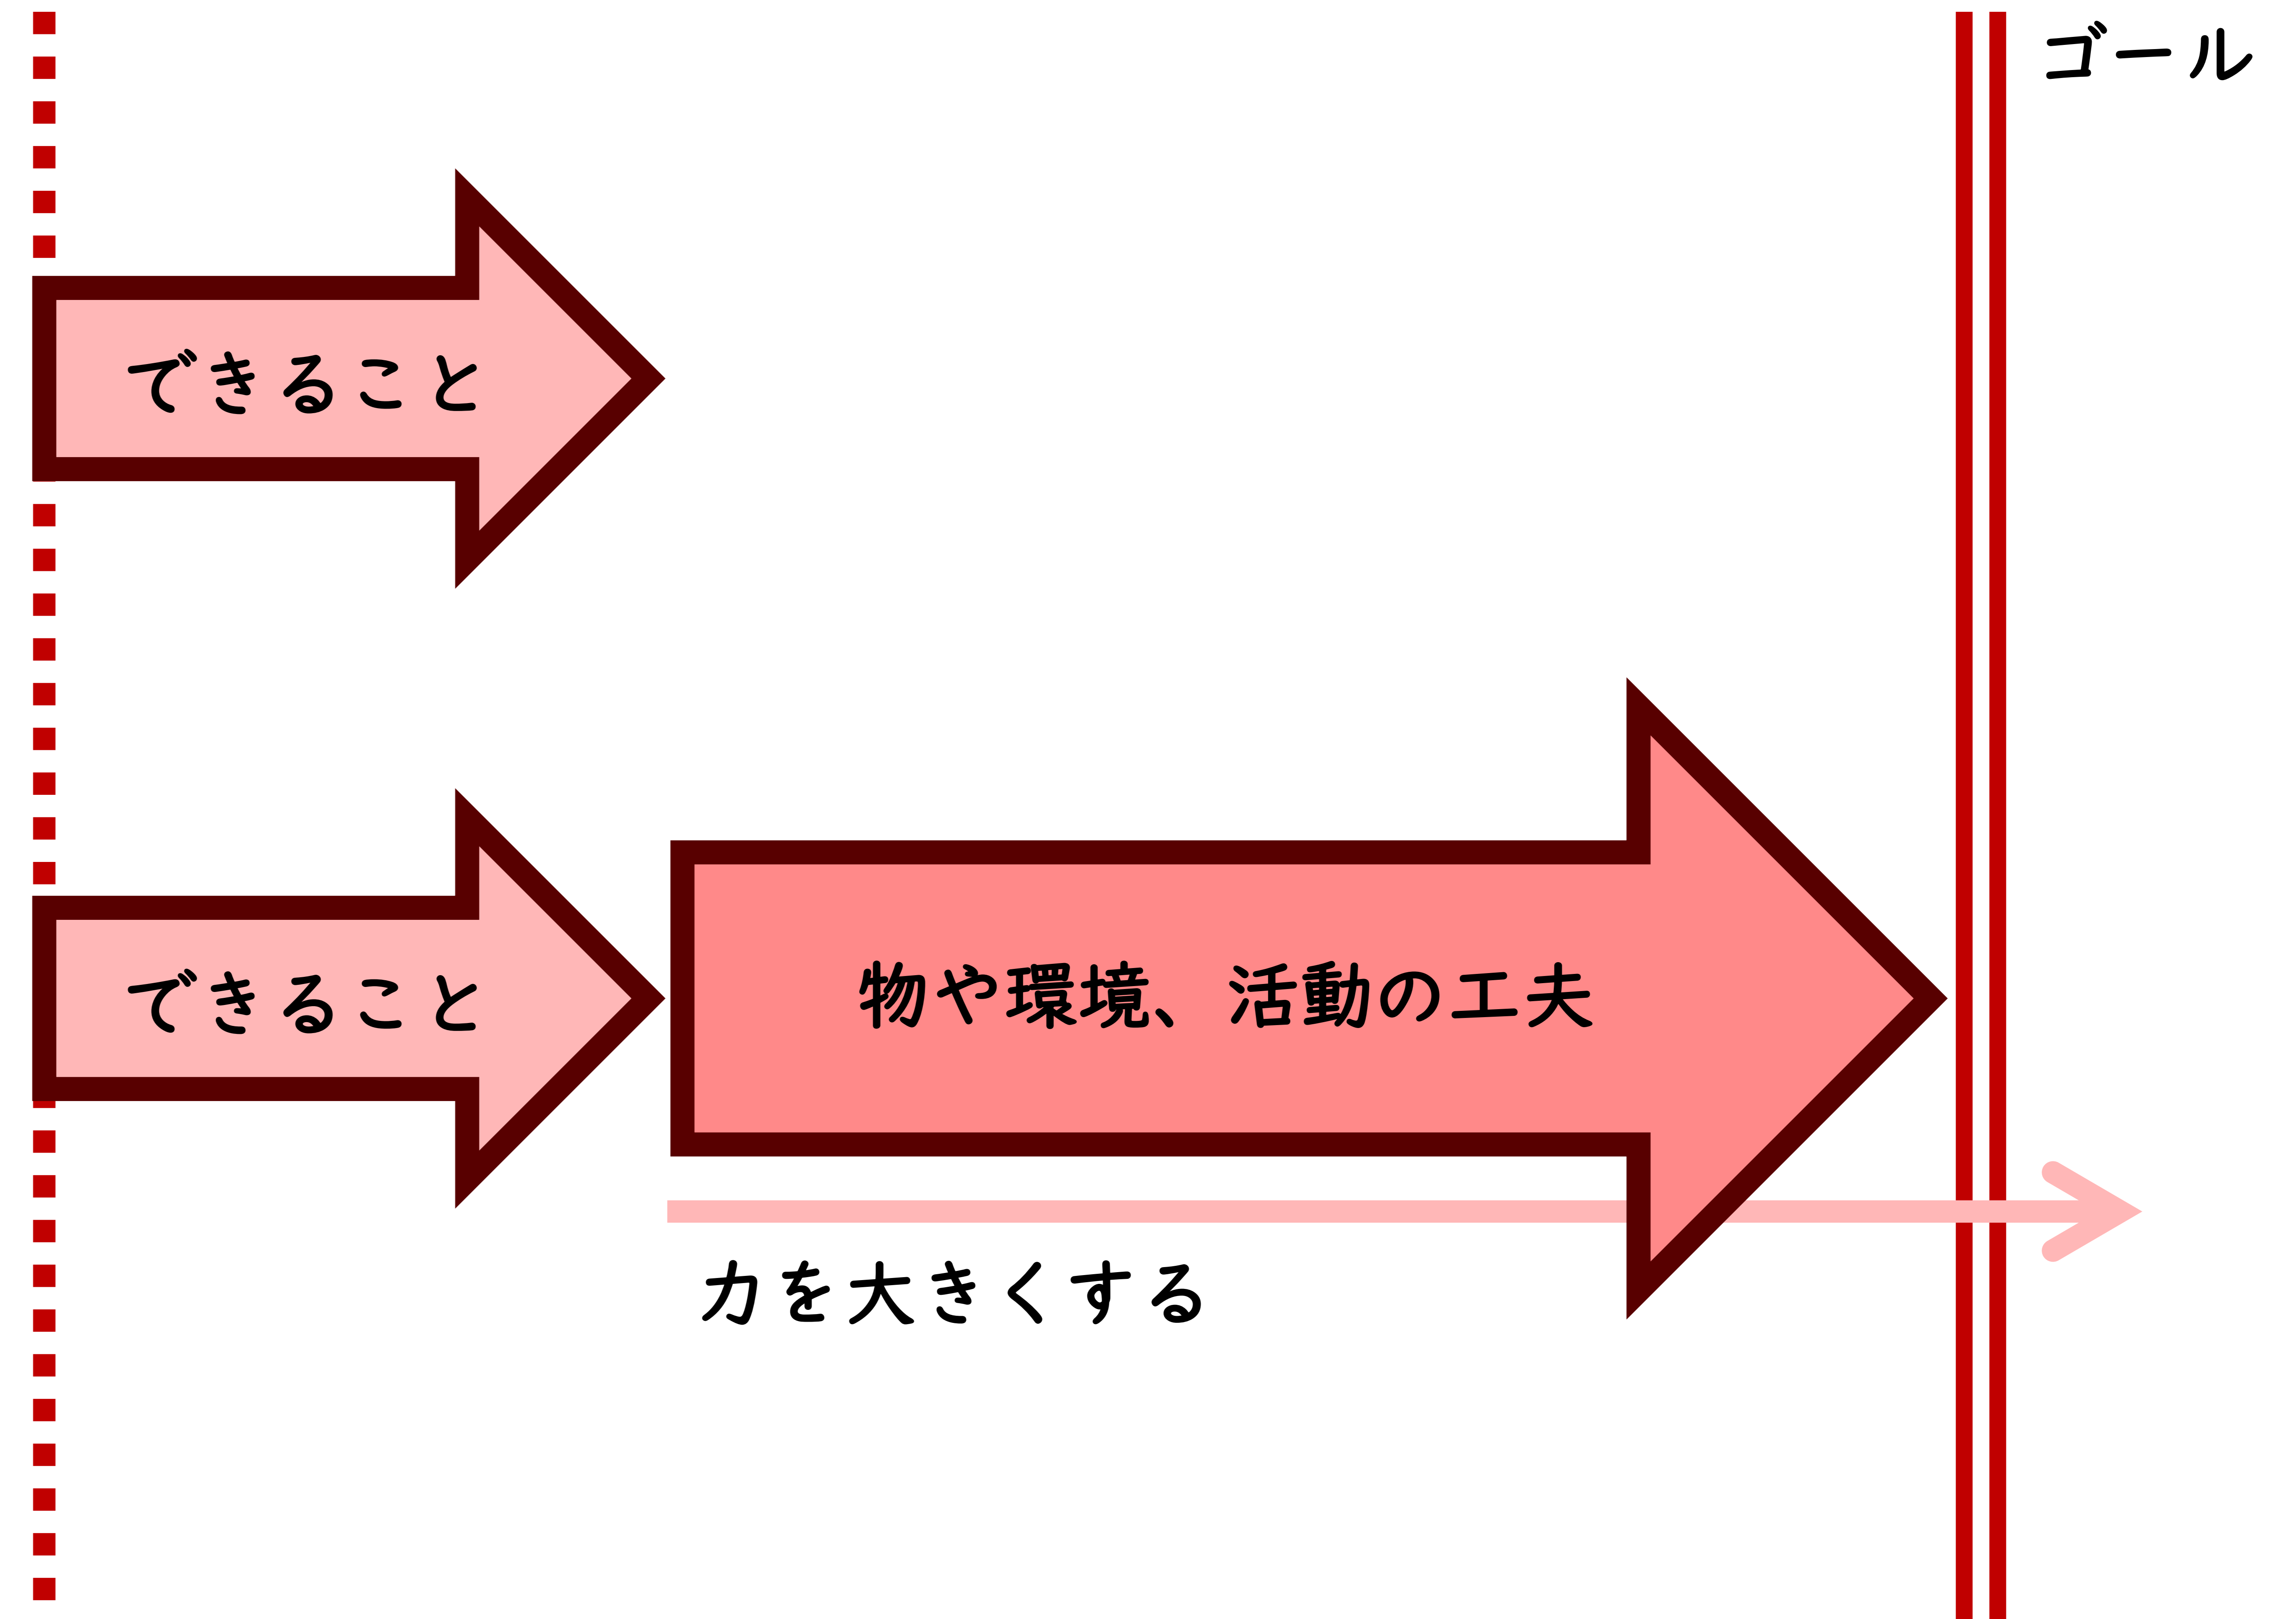 ゴール
できること
できること
物や環境、活動の工夫
力を大きくする